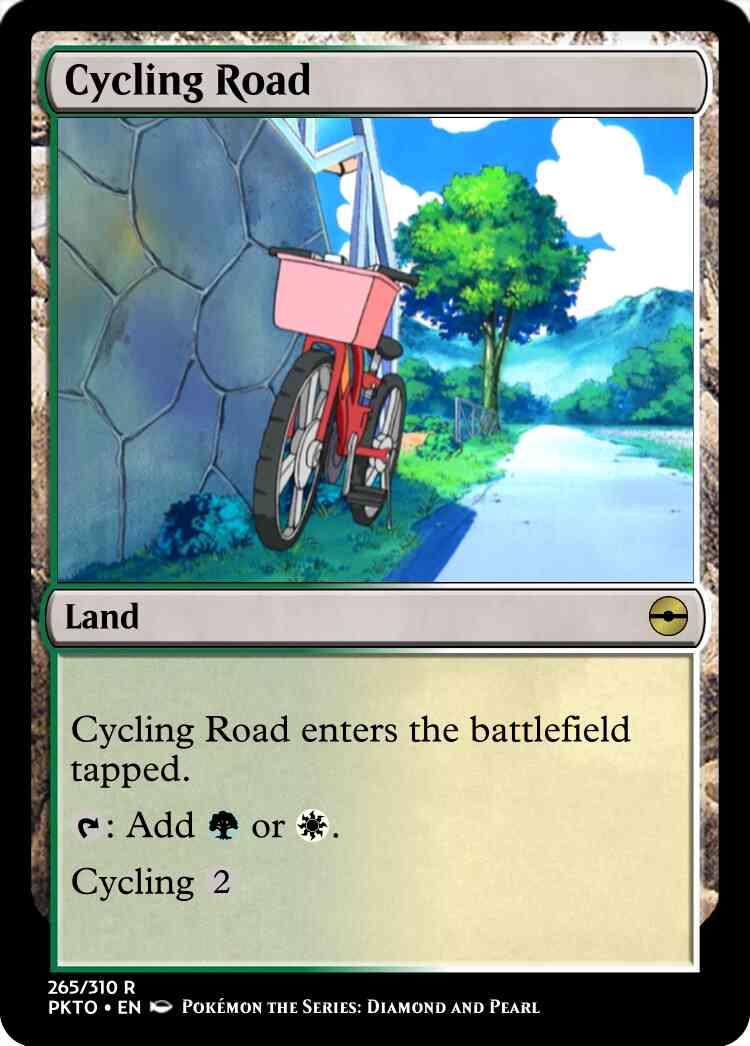 Cycling Road
Land
Cycling Road enters the battlefield
tapped.
: Add or .
Cycling 2
265/310 R
PKTO • EN Pokémon the Series: Diamond and Pearl